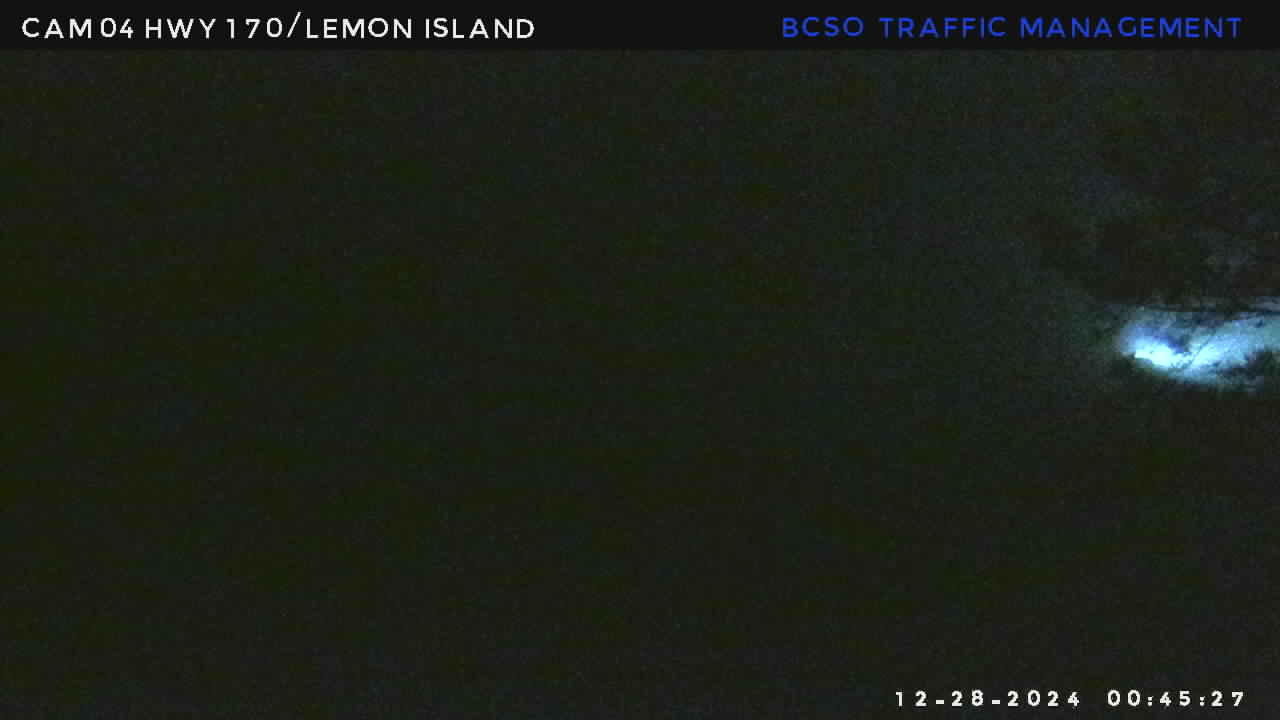 CAM04 HWY 170/LEMON ISLAND
BCSO TRAFFIC MANAGEMENT
12-28-2024 00:45:27